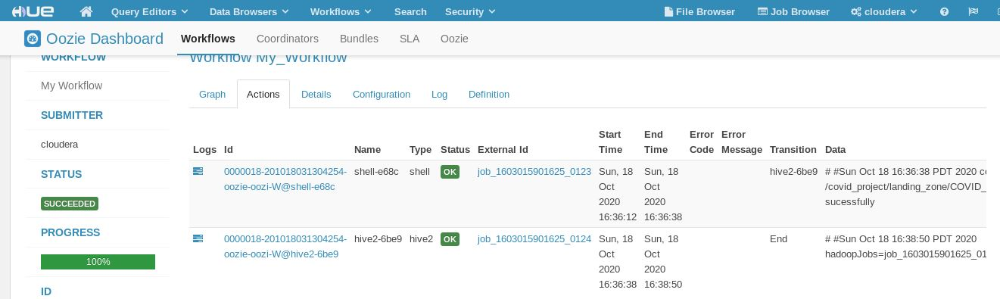 HUE Query Editors Data Browsers Workflows Search Security File Browser Job Browser cloudera
Oozie Dashboard Workflows Coordinators Bundles SLA Oozie
WORKFLOW
My Workflow
SUBMITTER
cloudera
STATUS
SUCCEEDED
PROGRESS
100%
ID
Workflow My_Workflow
Graph Actions Details Configuration Log Definition
Start End Error Error
Logs Id Name Type Status External Id Time Time Code Message Transition Data
0000018-201018031304254- shell-e68c shell OK job_1603015901625_0123 Sun, 18 Sun, 18 hive2-6be9 # #Sun Oct 18 16:36:38 PDT 2020 co
oozie-oozi-W@shell-e68c Oct Oct /covid_project/landing_zone/COVID_
2020 2020 sucessfully
16:36:12 16:36:38
0000018-201018031304254- hive2-6be9 hive2 OK job_1603015901625_0124 Sun, 18 Sun, 18 End # #Sun Oct 18 16:38:50 PDT 2020
oozie-oozi-W@hive2-6be9 Oct Oct hadoopJobs=job_1603015901625_01
2020 2020
16:36:38 16:38:50